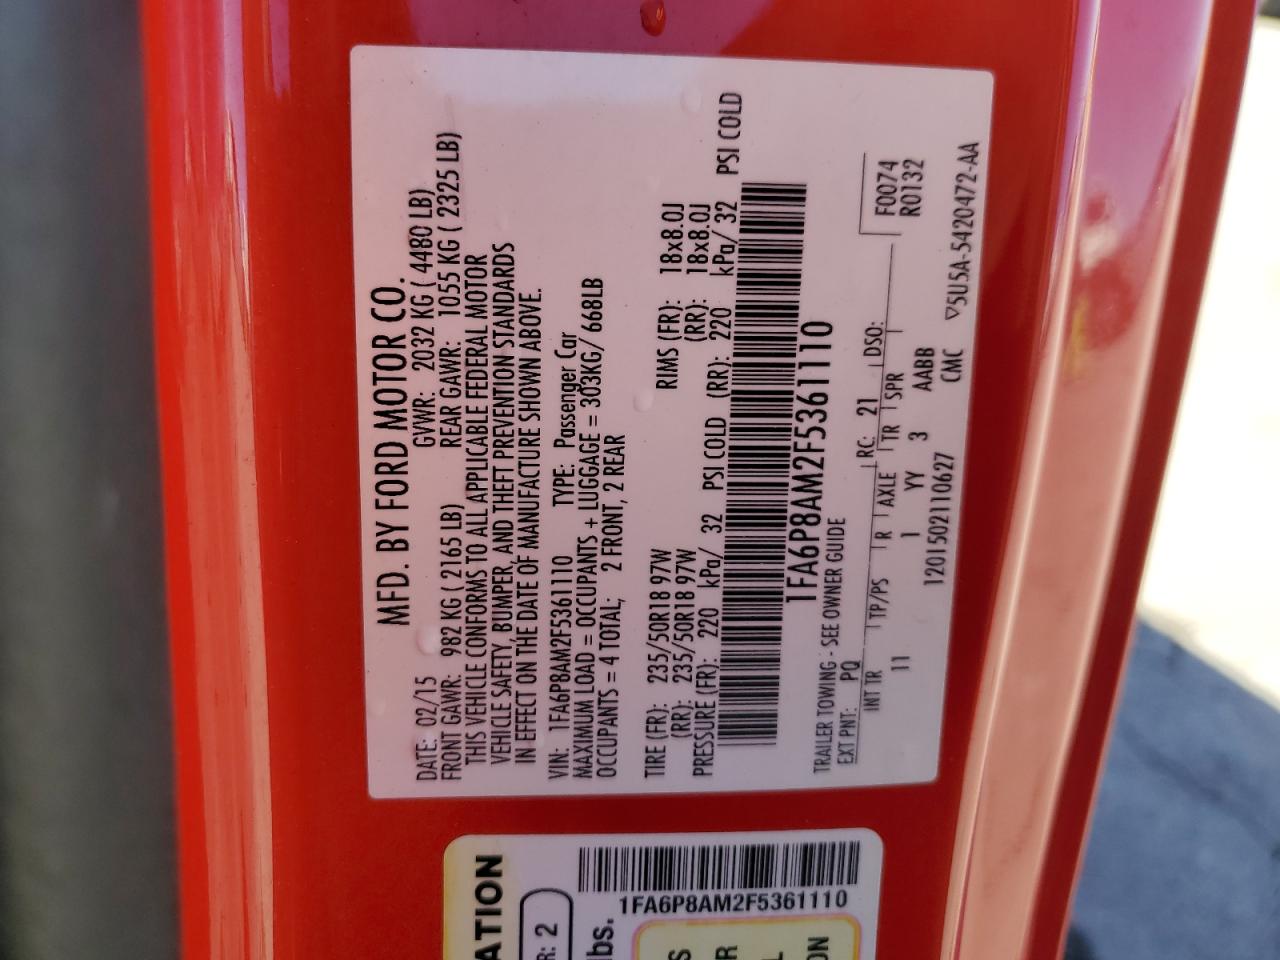 MFD. BY FORD MOTOR CO.
DATE: 02/15 GVWR: 2032 KG ( 4480 LB)
FRONT GAWR: 982 KG ( 2165 LB) REAR GAWR: 1055 KG ( 2325 LB)
THIS VEHICLE CONFORMS TO ALL APPLICABLE FEDERAL MOTOR
VEHICLE SAFETY, BUMPER, AND THEFT PREVENTION STANDARDS
IN EFFECT ON THE DATE OF MANUFACTURE SHOWN ABOVE.
VIN: 1FA6P8AM2F5361110 TYPE: Passenger Car
MAXIMUM LOAD = OCCUPANTS + LUGGAGE = 303KG/ 668LB
OCCUPANTS = 4 TOTAL; 2 FRONT, 2 REAR
TIRE (FR): 235/50R18 97W RIMS (FR): 18x8.0J
(RR): 235/50R18 97W (RR): 18x8.0J
PRESSURE (FR): 220 kPa/ 32 PSI COLD (RR): 220 kPa/ 32 PSI COLD
1FA6P8AM2F5361110
TRAILER TOWING - SEE OWNER GUIDE
EXT PNT: PQ RC: 21 DSO: F0074
INT TR TP/PS R AXLE TR SPR R0132
11 1 YY 3 AABB
1201502110627 CMC
▽5U5A-5420472-AA
ATION
R: 2
lbs.
1FA6P8AM2F5361110
S
R
L
ON